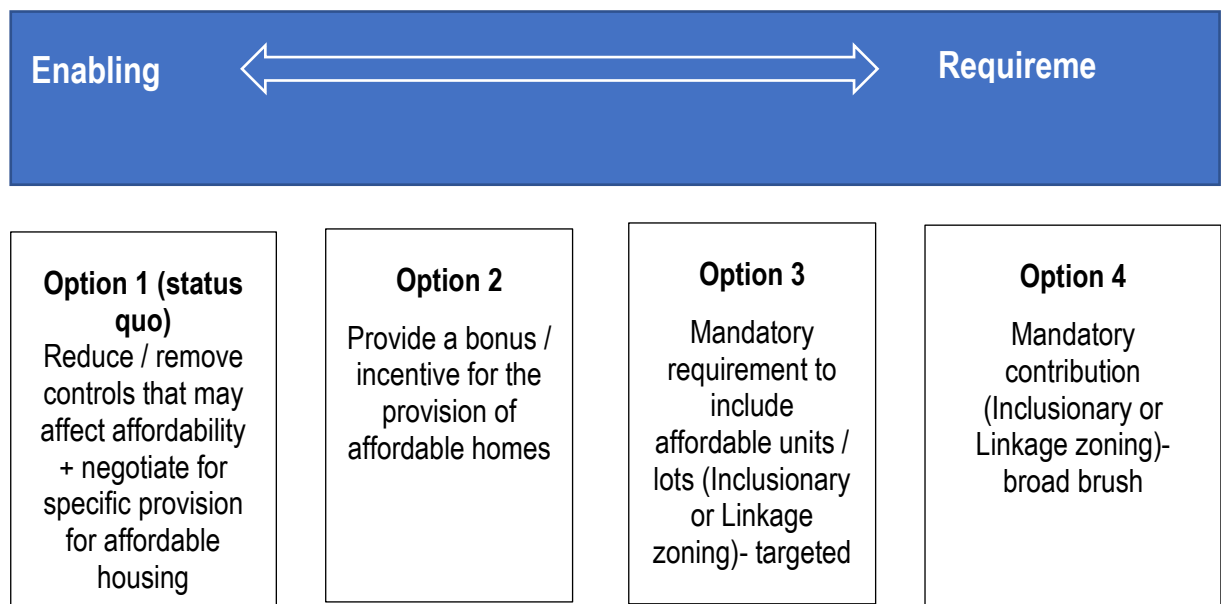 Enabling
Requireme
Option 1 (status
quo)
Reduce / remove
controls that may
affect affordability
+ negotiate for
specific provision
for affordable
housing
Option 2
Provide a bonus /
incentive for the
provision of
affordable homes
Option 3
Mandatory
requirement to
include
affordable units /
lots (Inclusionary
or Linkage
zoning)- targeted
Option 4
Mandatory
contribution
(Inclusionary or
Linkage zoning)-
broad brush